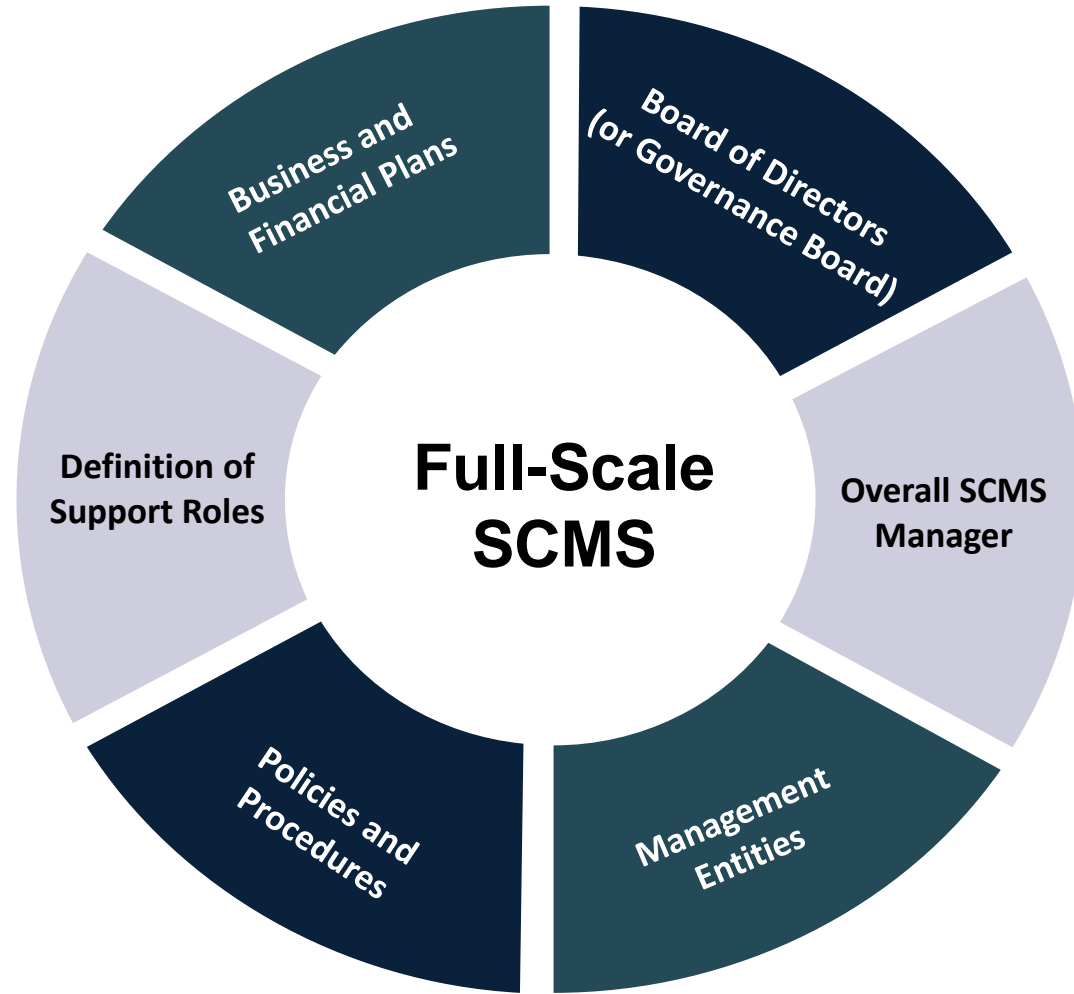 Business and
Financial Plans
Board of Directors
(or Governance Board)
Definition of
Support Roles
Full-Scale
SCMS
Overall SCMS
Manager
Policies and
Procedures
Management
Entities